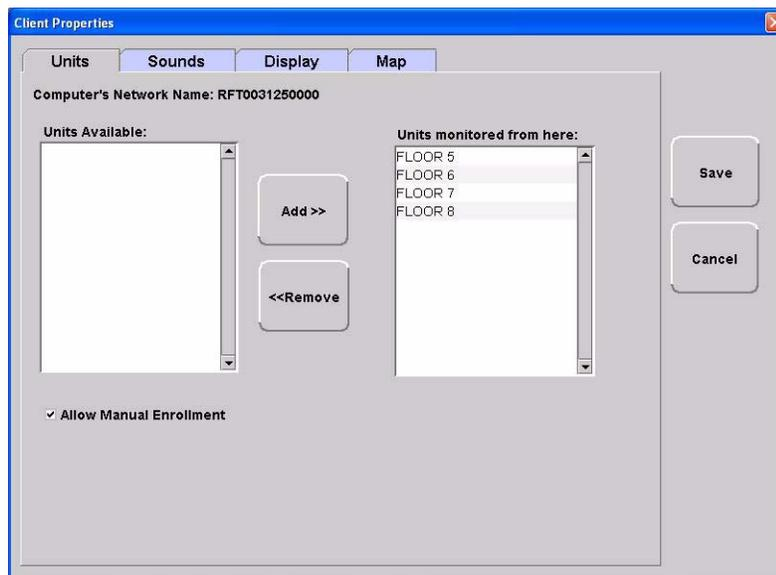 Client Properties
Units
Sounds
Display
Map
Computer's Network Name: RFT0031250000
Units Available:
Units monitored from here:
FLOOR 5
FLOOR 6
FLOOR 7
FLOOR 8
Add >>
<<Remove
Save
Cancel
Allow Manual Enrollment